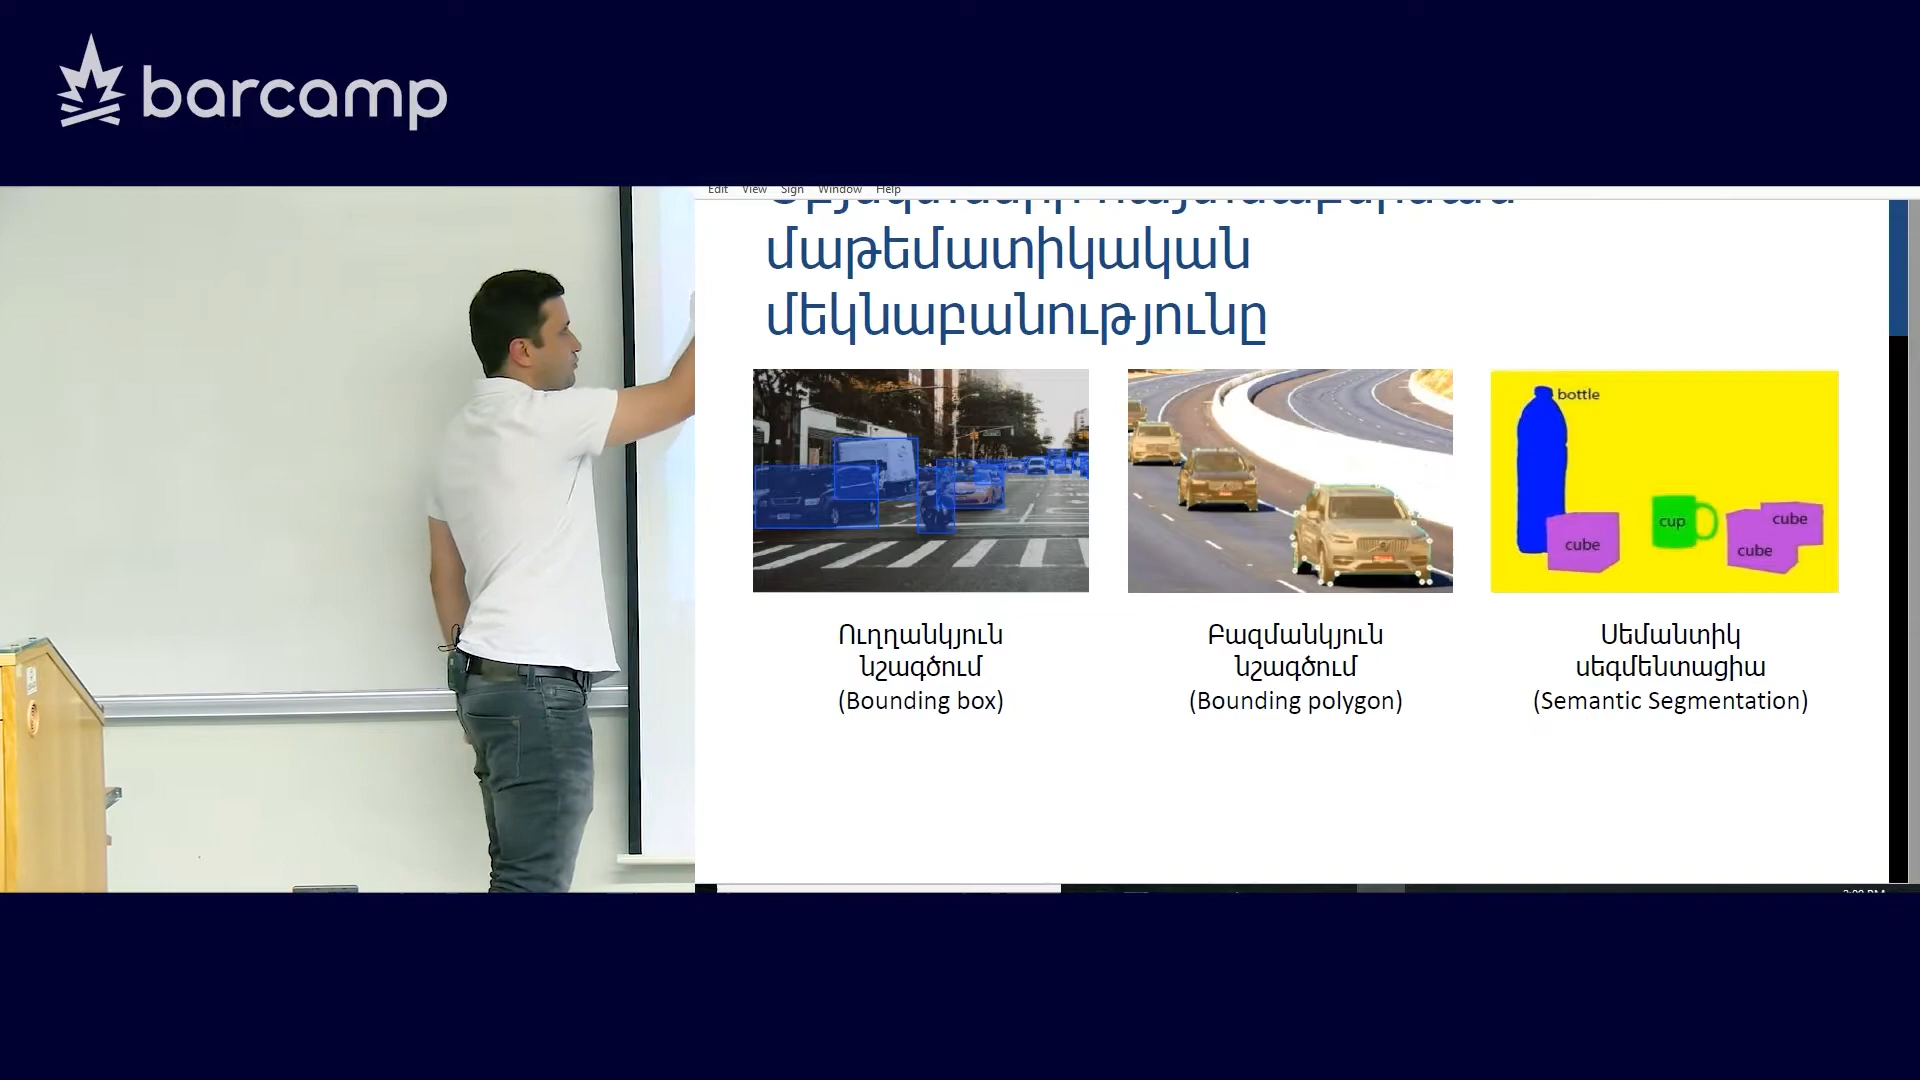 barcamp
Edit View Sign Window Help
մաթեմատիկական
մեկնաբանությունը
bottle
cup
cube
cube
cube
Ուղղանկյուն
նշագծում
(Bounding box)
Բազմանկյուն
նշագծում
(Bounding polygon)
Սեմանտիկ
սեգմենտացիա
(Semantic Segmentation)